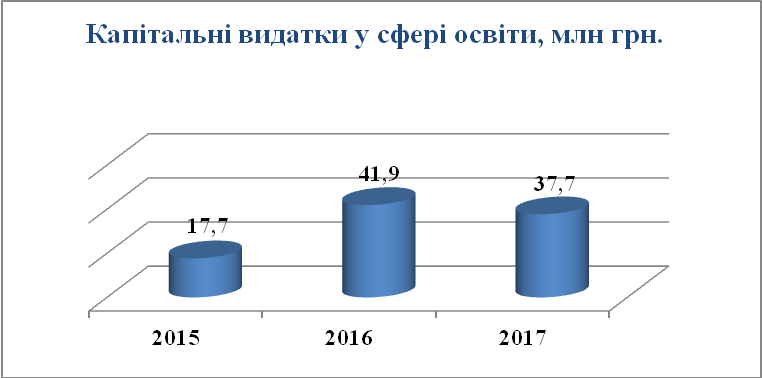 Капітальні видатки у сфері освіти, млн грн.
41,9
37,7
17,7
2015 2016 2017